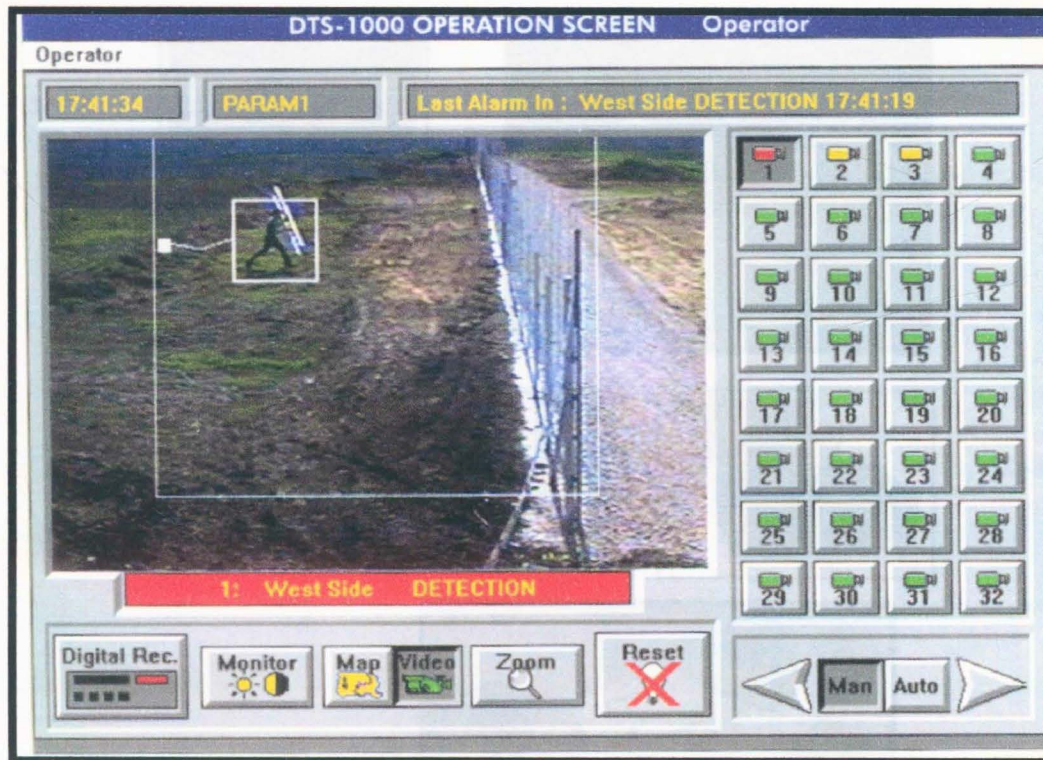 DTS-1000 OPERATION SCREEN Operator
Operator
17:41:34 PARAM1 Last Alarm In : West Side DETECTION 17:41:19
1 2 3 4
5 6 7 8
9 10 11 12
13 14 15 16
17 18 19 20
21 22 23 24
25 26 27 28
29 30 31 32
1: West Side DETECTION
Digital Rec. Monitor Map Video Zoom Reset
Man Auto